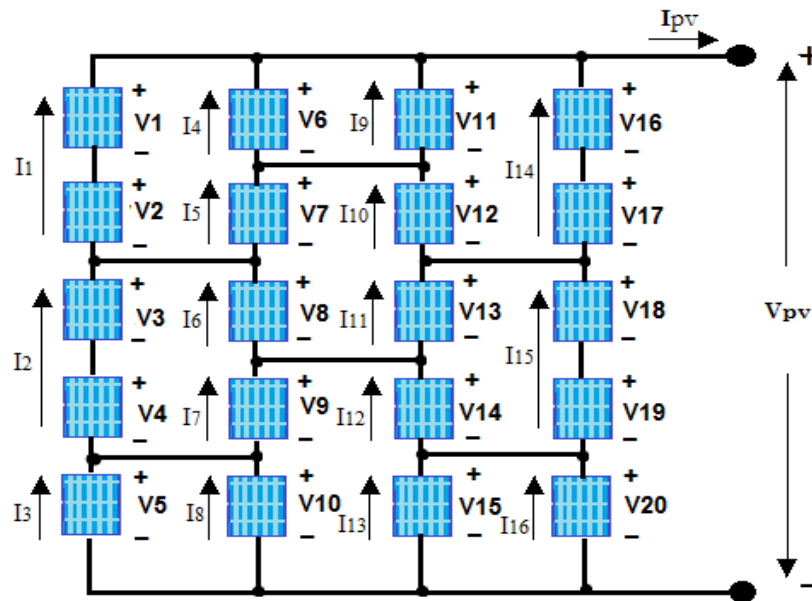 Ipv
+ + + + +
I1 V1 I4 V6 I9 V11 V16
− − − −
I14
+ + + +
V2 I5 V7 I10 V12 V17
− − − −
+ + + +
V3 I6 V8 I11 V13 V18
− − − −
Vpv
I2 I15
+ + + +
V4 I7 V9 I12 V14 V19
− − − −
+ + + +
I3 V5 I8 V10 I13 V15 I16 V20
− − − −
−